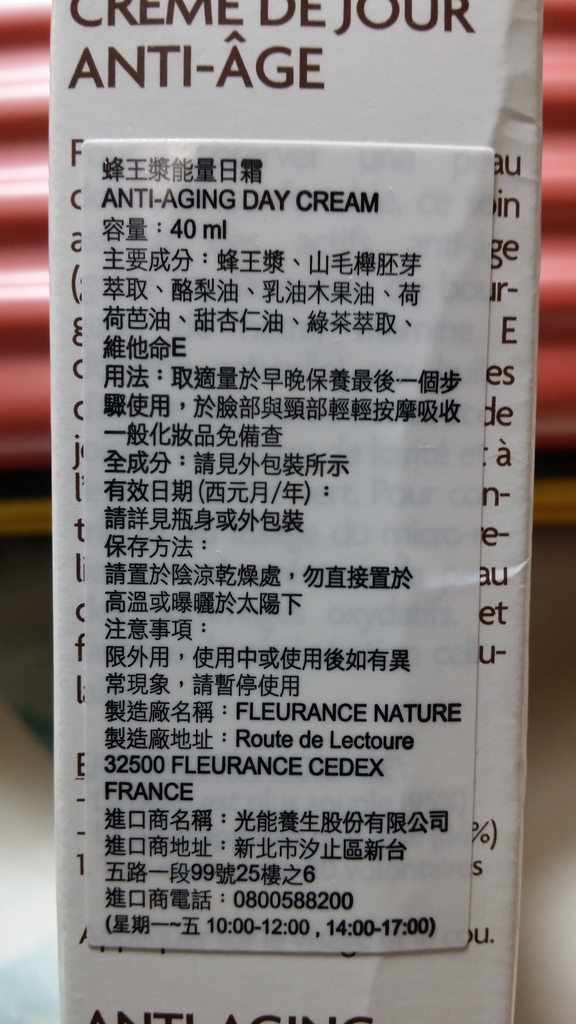 CRÈME DE JOUR
ANTI-ÂGE
蜂王漿能量日霜
ANTI-AGING DAY CREAM
容量：40 ml
主要成分：蜂王漿、山毛櫸胚芽
萃取、酪梨油、乳油木果油、荷
荷芭油、甜杏仁油、綠茶萃取、
維他命E
用法：取適量於早晚保養最後一個步
驟使用，於臉部與頸部輕輕按摩吸收
一般化妝品免備查
全成分：請見外包裝所示
有效日期(西元月/年)：
請詳見瓶身或外包裝
保存方法：
請置於陰涼乾燥處，勿直接置於
高溫或曝曬於太陽下
注意事項：
限外用，使用中或使用後如有異
常現象，請暫停使用
製造廠名稱：FLEURANCE NATURE
製造廠地址：Route de Lectoure
32500 FLEURANCE CEDEX
FRANCE
進口商名稱：光能養生股份有限公司
進口商地址：新北市汐止區新台
五路一段99號25樓之6
進口商電話：0800588200
(星期一~五 10:00-12:00 , 14:00-17:00)
ANTI-AGING